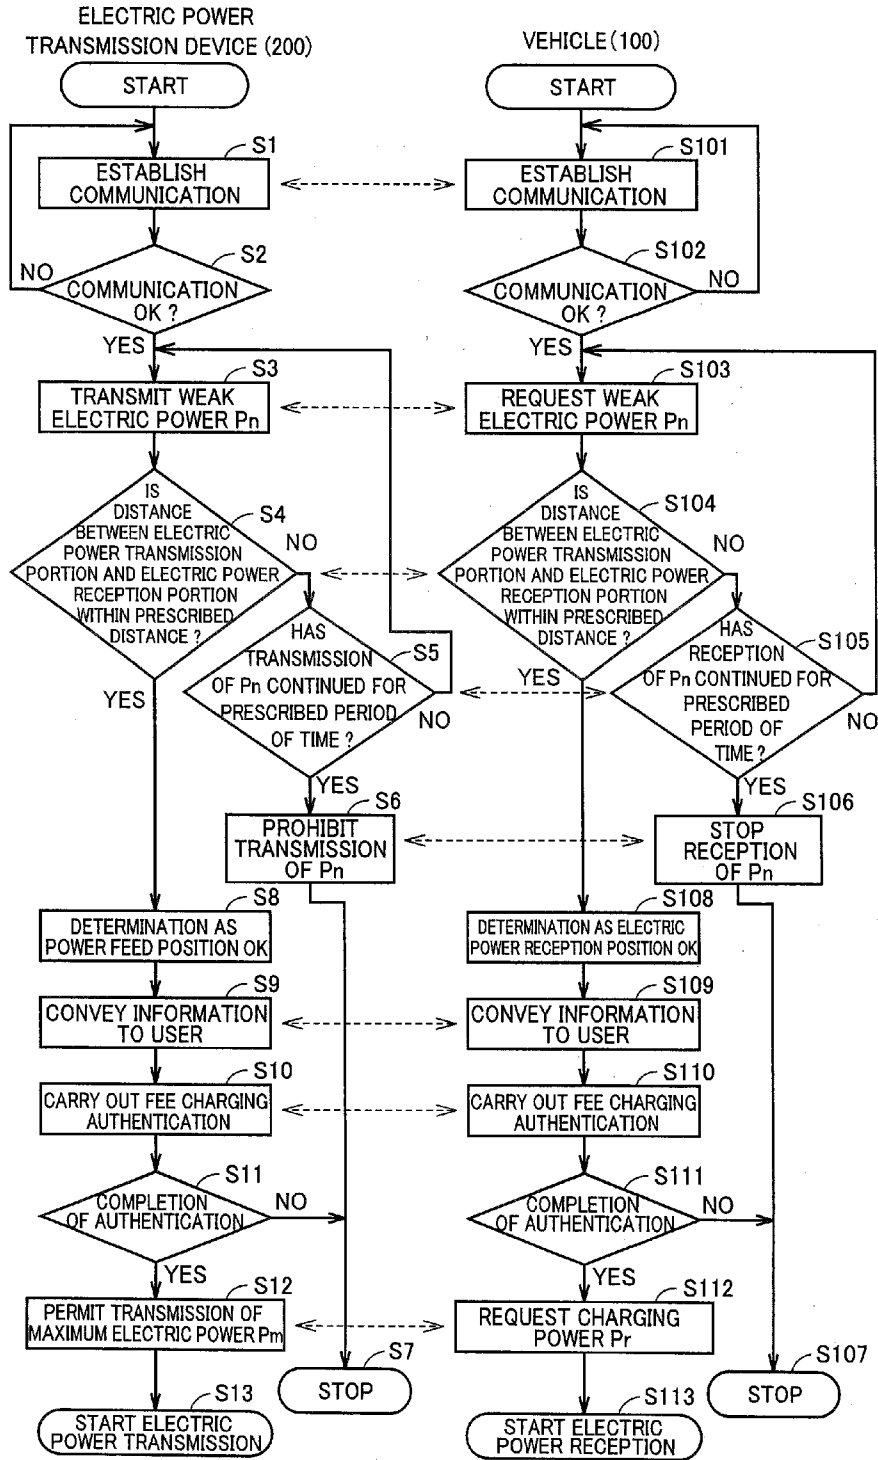 ELECTRIC POWER
TRANSMISSION DEVICE (200)
START
S1
ESTABLISH
COMMUNICATION
S2
NO
COMMUNICATION
OK ?
YES
S3
TRANSMIT WEAK
ELECTRIC POWER Pn
S4
IS
DISTANCE
BETWEEN ELECTRIC
POWER TRANSMISSION
PORTION AND ELECTRIC POWER
RECEPTION PORTION
WITHIN PRESCRIBED
DISTANCE ?
NO
YES
S5
HAS
TRANSMISSION
OF Pn CONTINUED FOR
PRESCRIBED PERIOD
OF TIME ?
NO
YES
S6
PROHIBIT
TRANSMISSION
OF Pn
S8
DETERMINATION AS
POWER FEED POSITION OK
S9
CONVEY INFORMATION
TO USER
S10
CARRY OUT FEE CHARGING
AUTHENTICATION
S11
COMPLETION
OF AUTHENTICATION
NO
YES
S12
PERMIT TRANSMISSION OF
MAXIMUM ELECTRIC POWER Pm
S7
STOP
S13
START ELECTRIC
POWER TRANSMISSION
VEHICLE (100)
START
S101
ESTABLISH
COMMUNICATION
S102
NO
COMMUNICATION
OK ?
YES
S103
REQUEST WEAK
ELECTRIC POWER Pn
S104
IS
DISTANCE
BETWEEN ELECTRIC
POWER TRANSMISSION
PORTION AND ELECTRIC POWER
RECEPTION PORTION
WITHIN PRESCRIBED
DISTANCE ?
NO
YES
S105
HAS
RECEPTION
OF Pn CONTINUED FOR
PRESCRIBED
PERIOD OF
TIME ?
NO
YES
S106
STOP
RECEPTION
OF Pn
S108
DETERMINATION AS ELECTRIC
POWER RECEPTION POSITION OK
S109
CONVEY INFORMATION
TO USER
S110
CARRY OUT FEE CHARGING
AUTHENTICATION
S111
COMPLETION
OF AUTHENTICATION
NO
YES
S112
REQUEST CHARGING
POWER Pr
S107
STOP
S113
START ELECTRIC
POWER RECEPTION